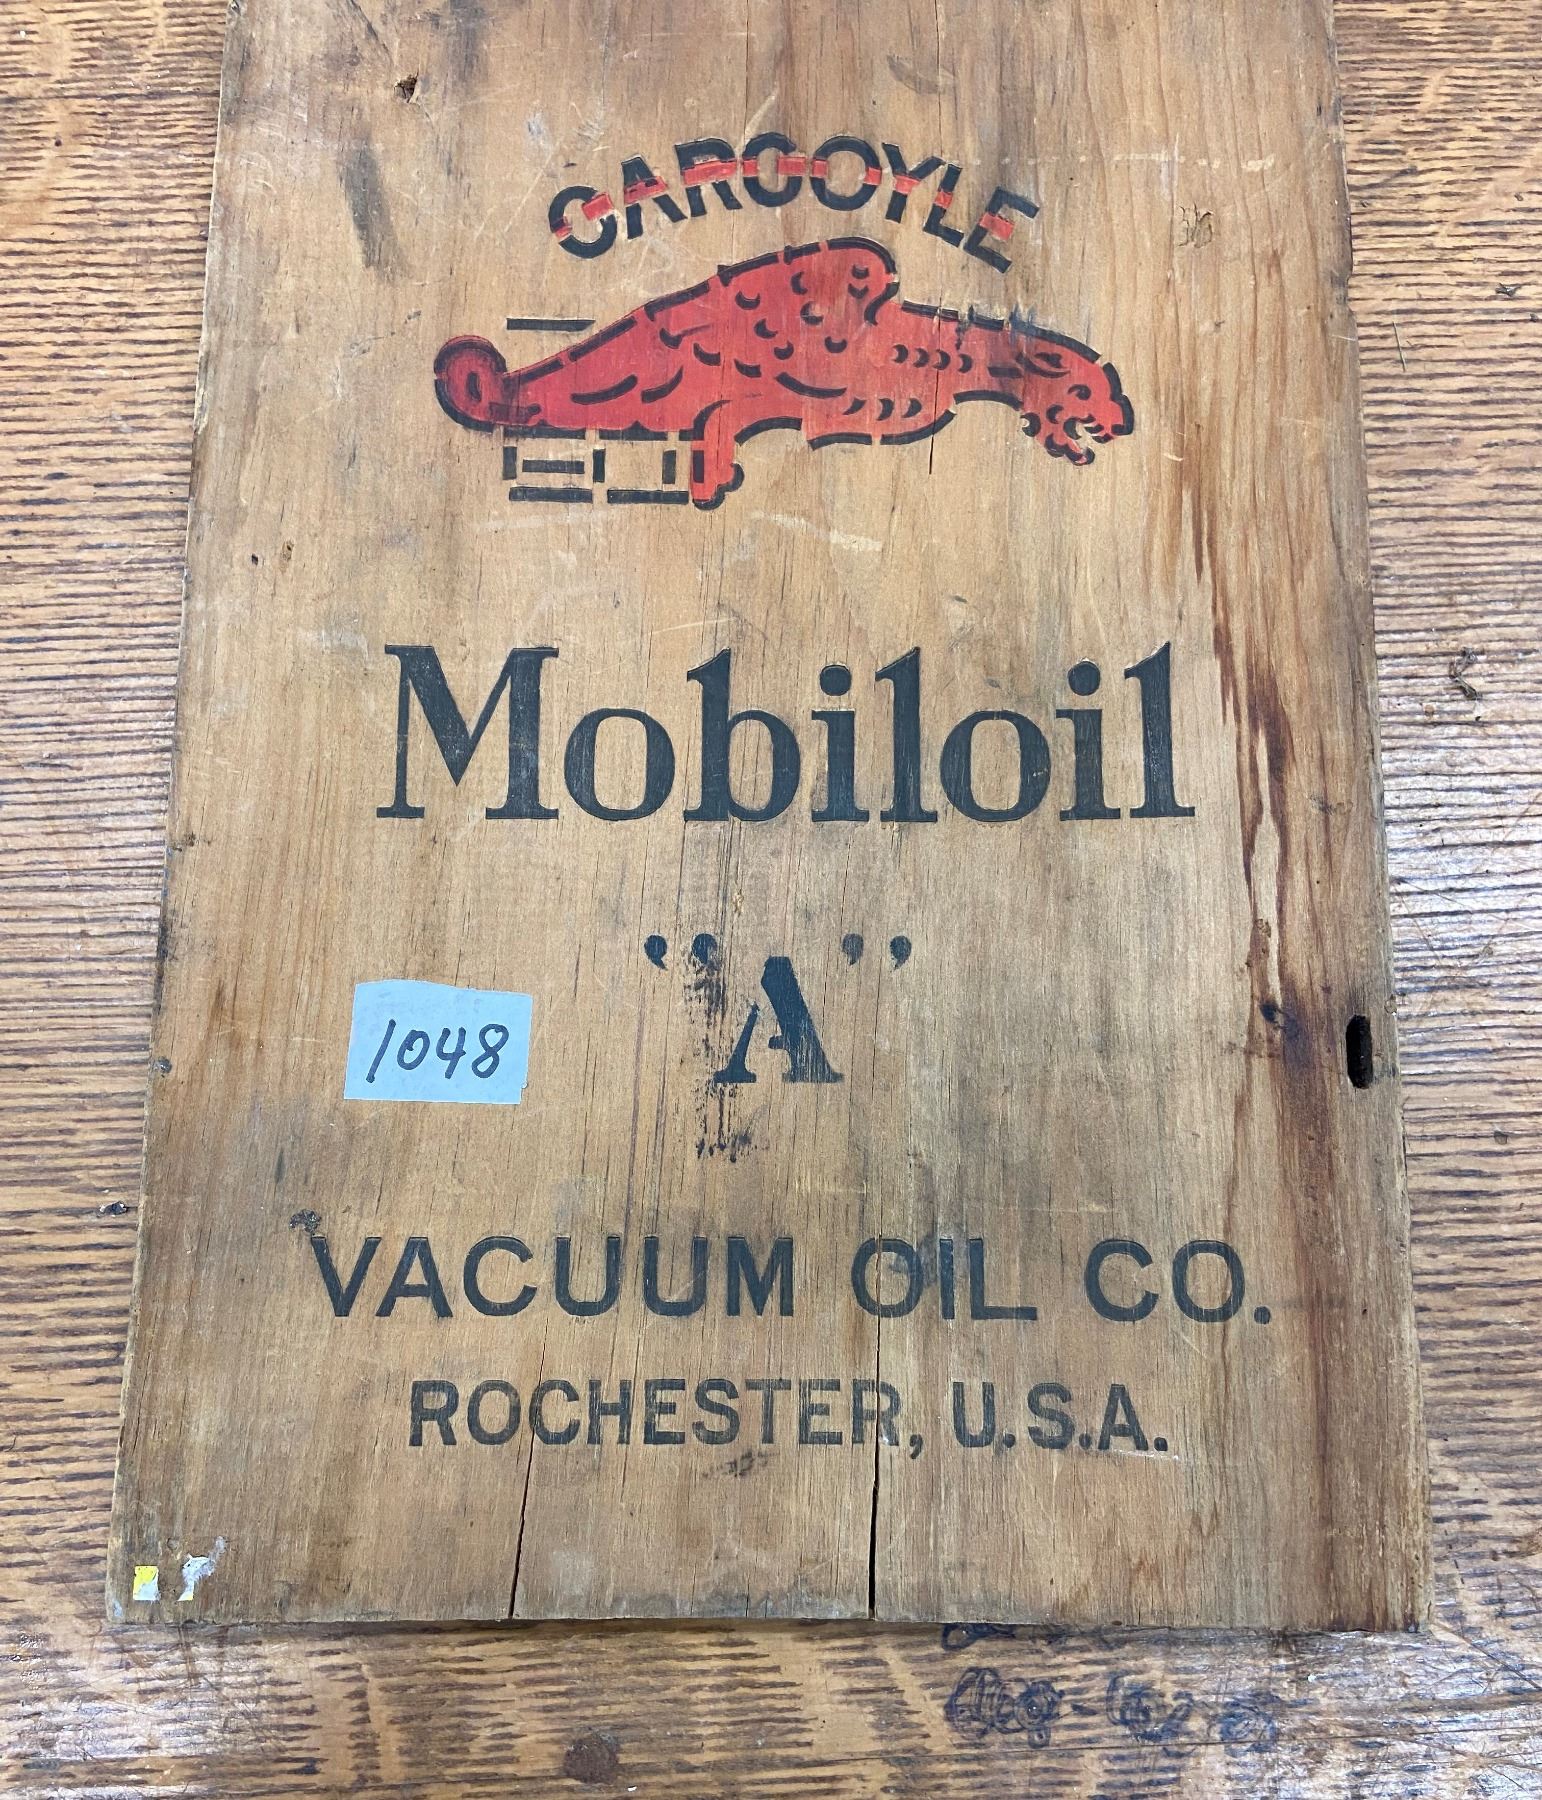 GARGOYLE
Mobiloil
"A"
1048
VACUUM OIL CO.
ROCHESTER, U.S.A.